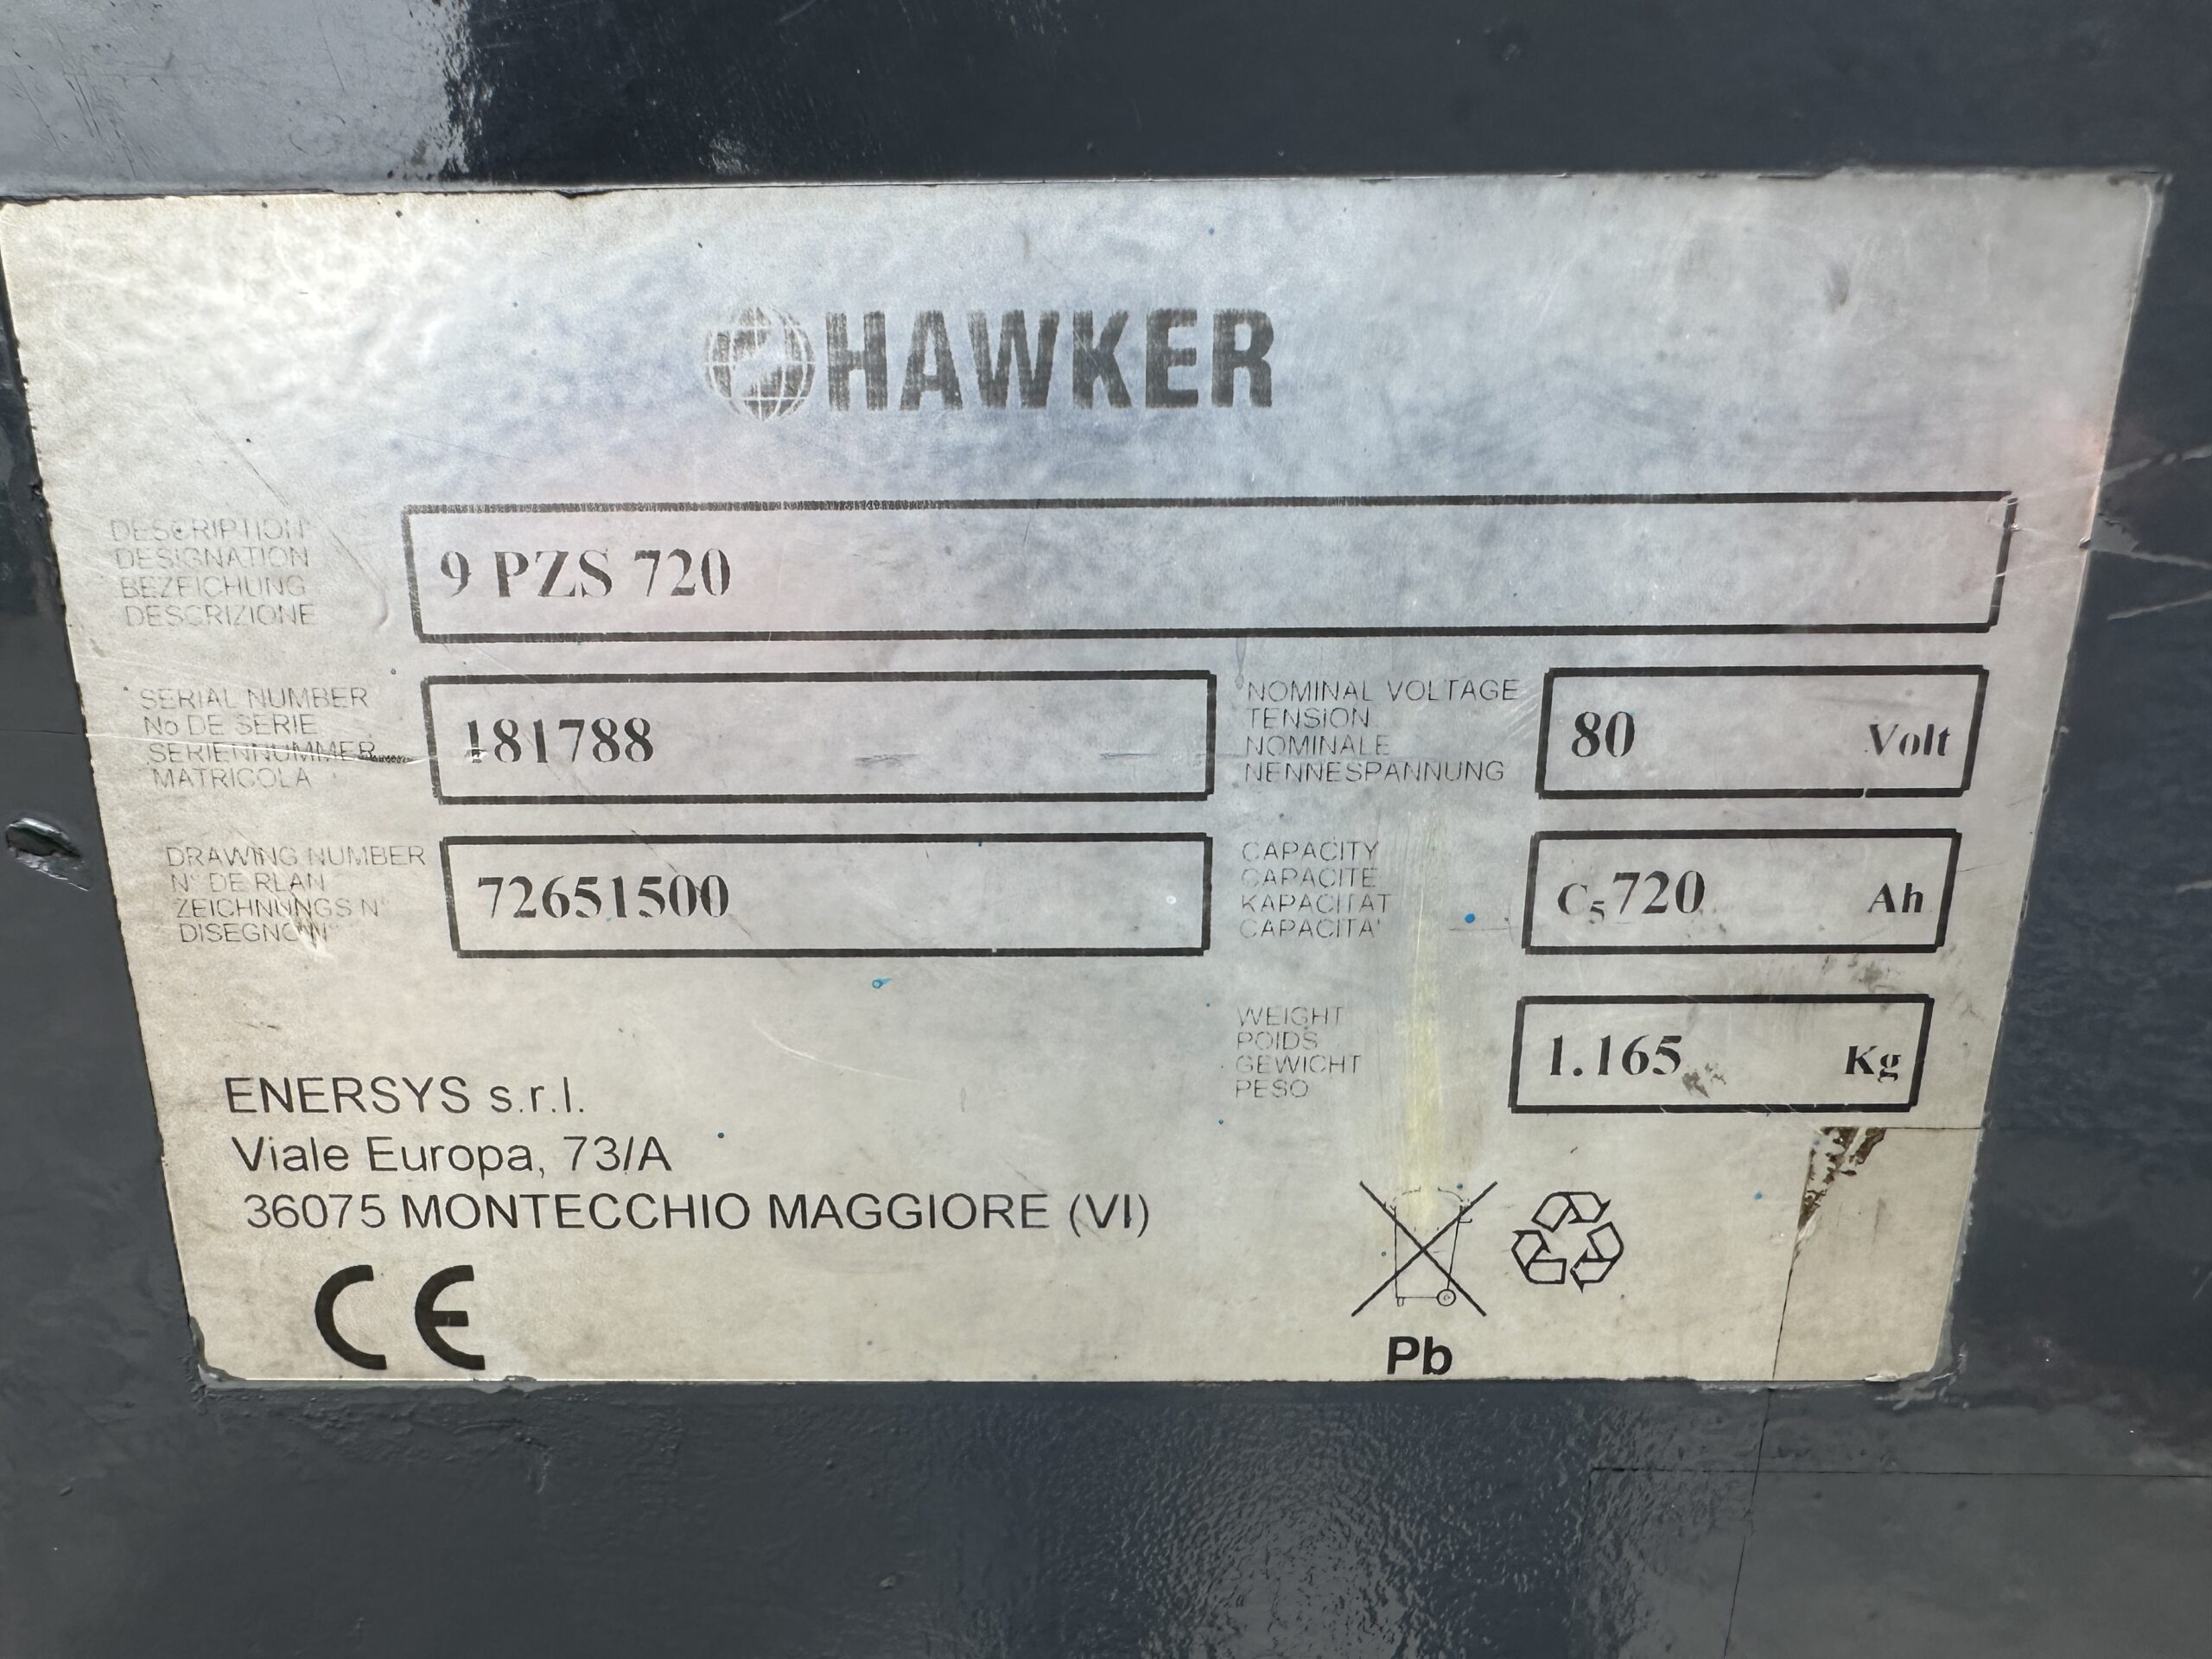 HAWKER
DESCRIPTION
DESIGNATION
BEZEICHUNG
DESCRIZIONE
9 PZS 720
SERIAL NUMBER
No DE SERIE
SERIENNUMMER
MATRICOLA
181788
NOMINAL VOLTAGE
TENSION
NOMINALE
NENNESPANNUNG
80 Volt
DRAWING NUMBER
N° DE RLAN
ZEICHNUNGS N°
DISEGNO N°
72651500
CAPACITY
CAPACITE
KAPACITAT
CAPACITA'
C5 720 Ah
WEIGHT
POIDS
GEWICHT
PESO
1.165 Kg
ENERSYS s.r.l.
Viale Europa, 73/A
36075 MONTECCHIO MAGGIORE (VI)
CE
Pb